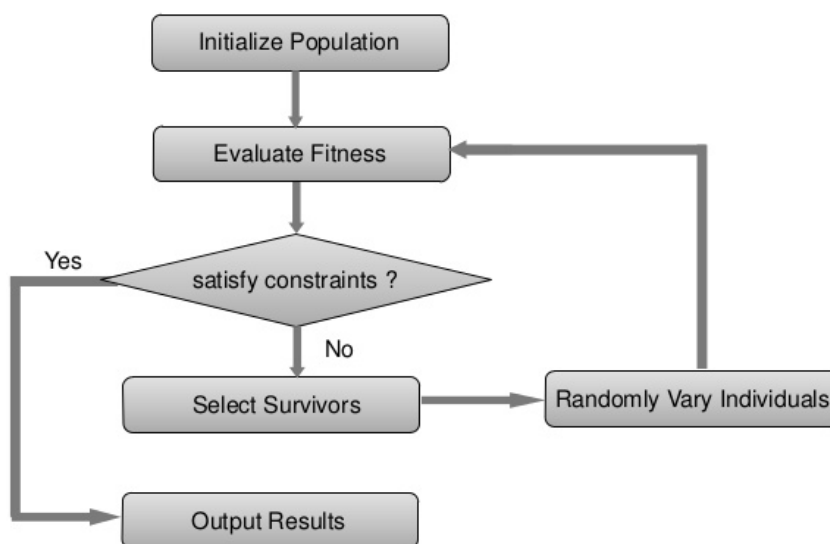 Initialize Population
Evaluate Fitness
Yes
satisfy constraints ?
No
Select Survivors
Randomly Vary Individuals
Output Results